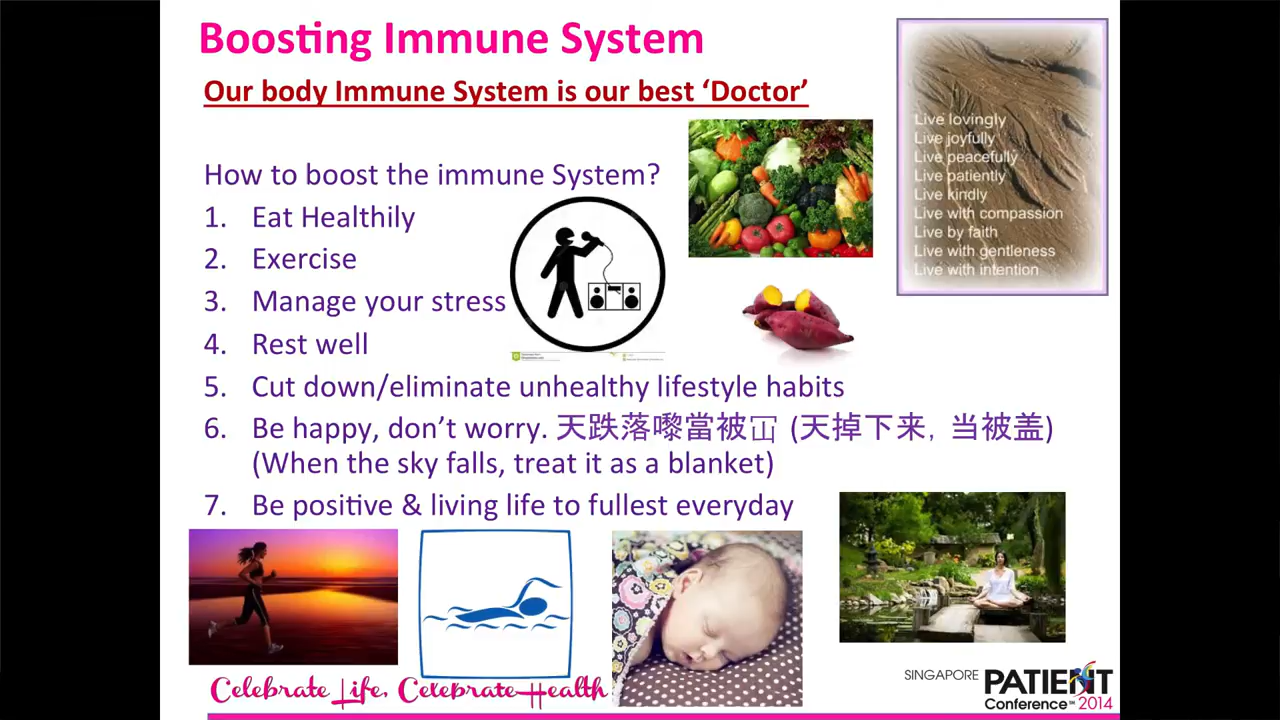 Boosting Immune System
Our body Immune System is our best ‘Doctor’
Live lovingly
Live joyfully
Live peacefully
Live patiently
Live kindly
Live with compassion
Live by faith
Live with gentleness
Live with intention
How to boost the immune System?
1. Eat Healthily
2. Exercise
3. Manage your stress
4. Rest well
5. Cut down/eliminate unhealthy lifestyle habits
6. Be happy, don’t worry. 天跌落嚟當被冚 (天掉下来，当被盖)
(When the sky falls, treat it as a blanket)
7. Be positive & living life to fullest everyday
Celebrate Life, Celebrate Health
SINGAPORE PATIENT
Conference℠ 2014